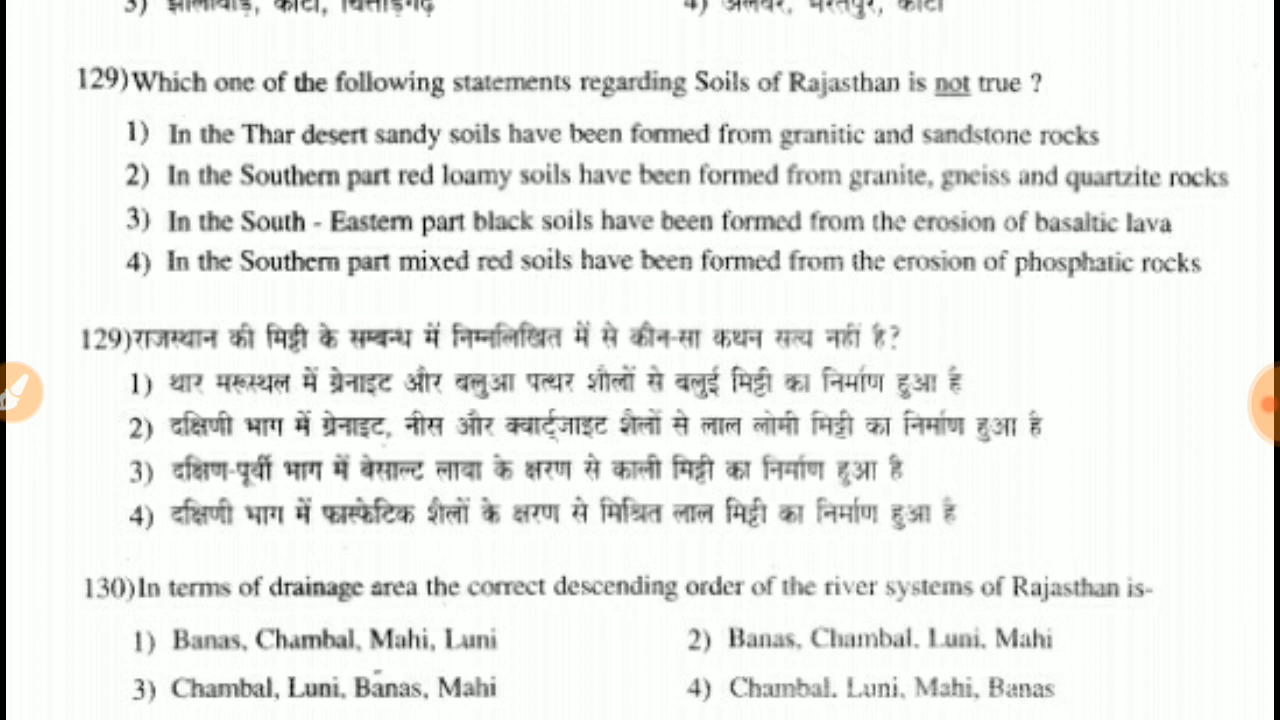 3) झालावाड़, कोटा, चित्तौड़गढ़
4) अलवर, भरतपुर, कोटा
129)Which one of the following statements regarding Soils of Rajasthan is not true ?
1) In the Thar desert sandy soils have been formed from granitic and sandstone rocks
2) In the Southern part red loamy soils have been formed from granite, gneiss and quartzite rocks
3) In the South - Eastern part black soils have been formed from the erosion of basaltic lava
4) In the Southern part mixed red soils have been formed from the erosion of phosphatic rocks
129)राजस्थान की मिट्टी के सम्बन्ध में निम्नलिखित में से कौन-सा कथन सत्य नहीं है?
1) थार मरूस्थल में ग्रेनाइट और बलुआ पत्थर शैलों से बलुई मिट्टी का निर्माण हुआ है
2) दक्षिणी भाग में ग्रेनाइट, नीस और क्वार्ट्जाइट शैलों से लाल लोमी मिट्टी का निर्माण हुआ है
3) दक्षिण-पूर्वी भाग में बेसाल्ट लावा के क्षरण से काली मिट्टी का निर्माण हुआ है
4) दक्षिणी भाग में फास्फेटिक शैलों के क्षरण से मिश्रित लाल मिट्टी का निर्माण हुआ है
130)In terms of drainage area the correct descending order of the river systems of Rajasthan is-
1) Banas, Chambal, Mahi, Luni
2) Banas, Chambal. Luni, Mahi
3) Chambal, Luni, Banas, Mahi
4) Chambal. Luni, Mahi, Banas